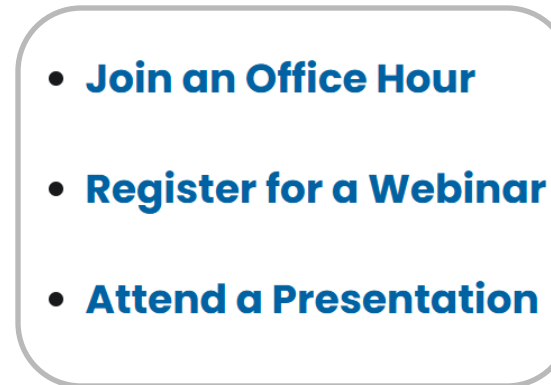 Join an Office Hour
Register for a Webinar
Attend a Presentation